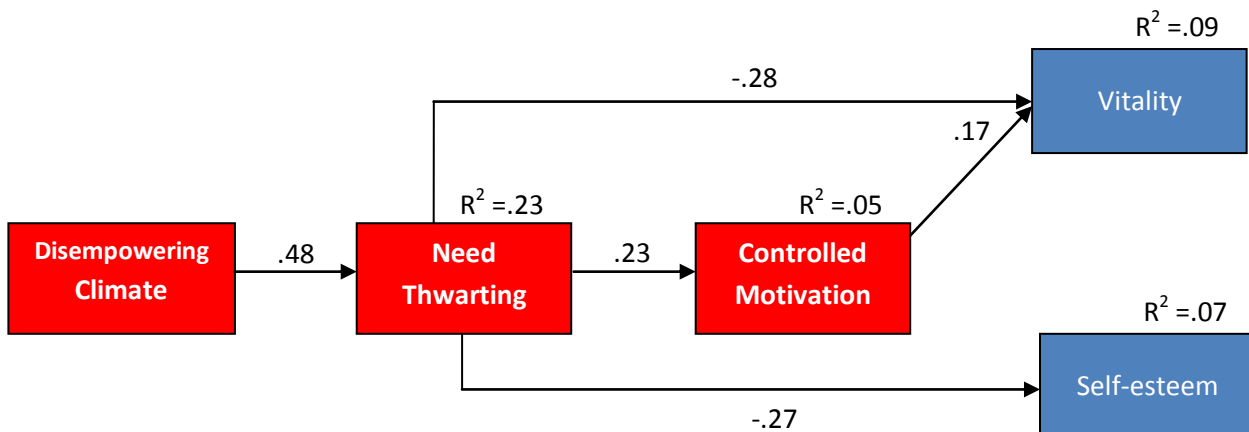 R² =.09
-.28
Vitality
.17
R² =.23
R² =.05
Disempowering
Climate
.48
Need
Thwarting
.23
Controlled
Motivation
R² =.07
Self-esteem
-.27